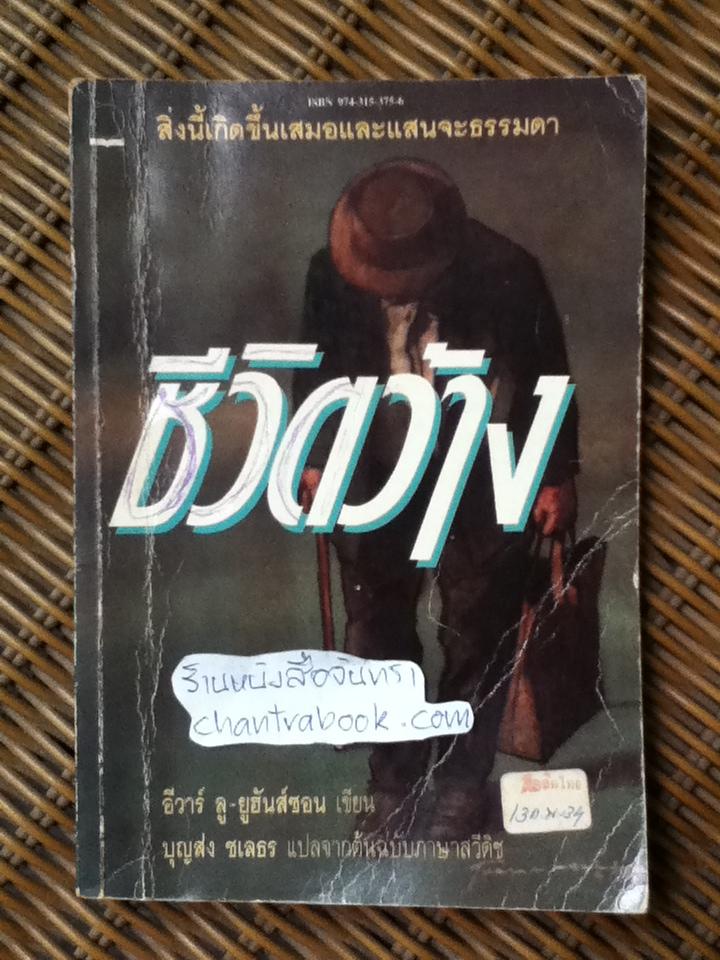 ISBN 974-315-375-6
สิ่งนี้เกิดขึ้นเสมอและแสนจะธรรมดา
ชีวิตว้าง
ร้านหนังสือจันทรา
chantrabook.com
อีวาร์ ลู-ยูฮันส์ซอน เขียน
บุญส่ง ชเลธร แปลจากต้นฉบับภาษาสวีดิช